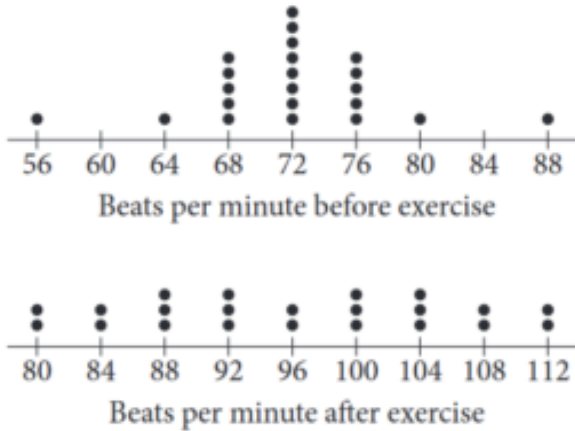 56 60 64 68 72 76 80 84 88
Beats per minute before exercise
80 84 88 92 96 100 104 108 112
Beats per minute after exercise